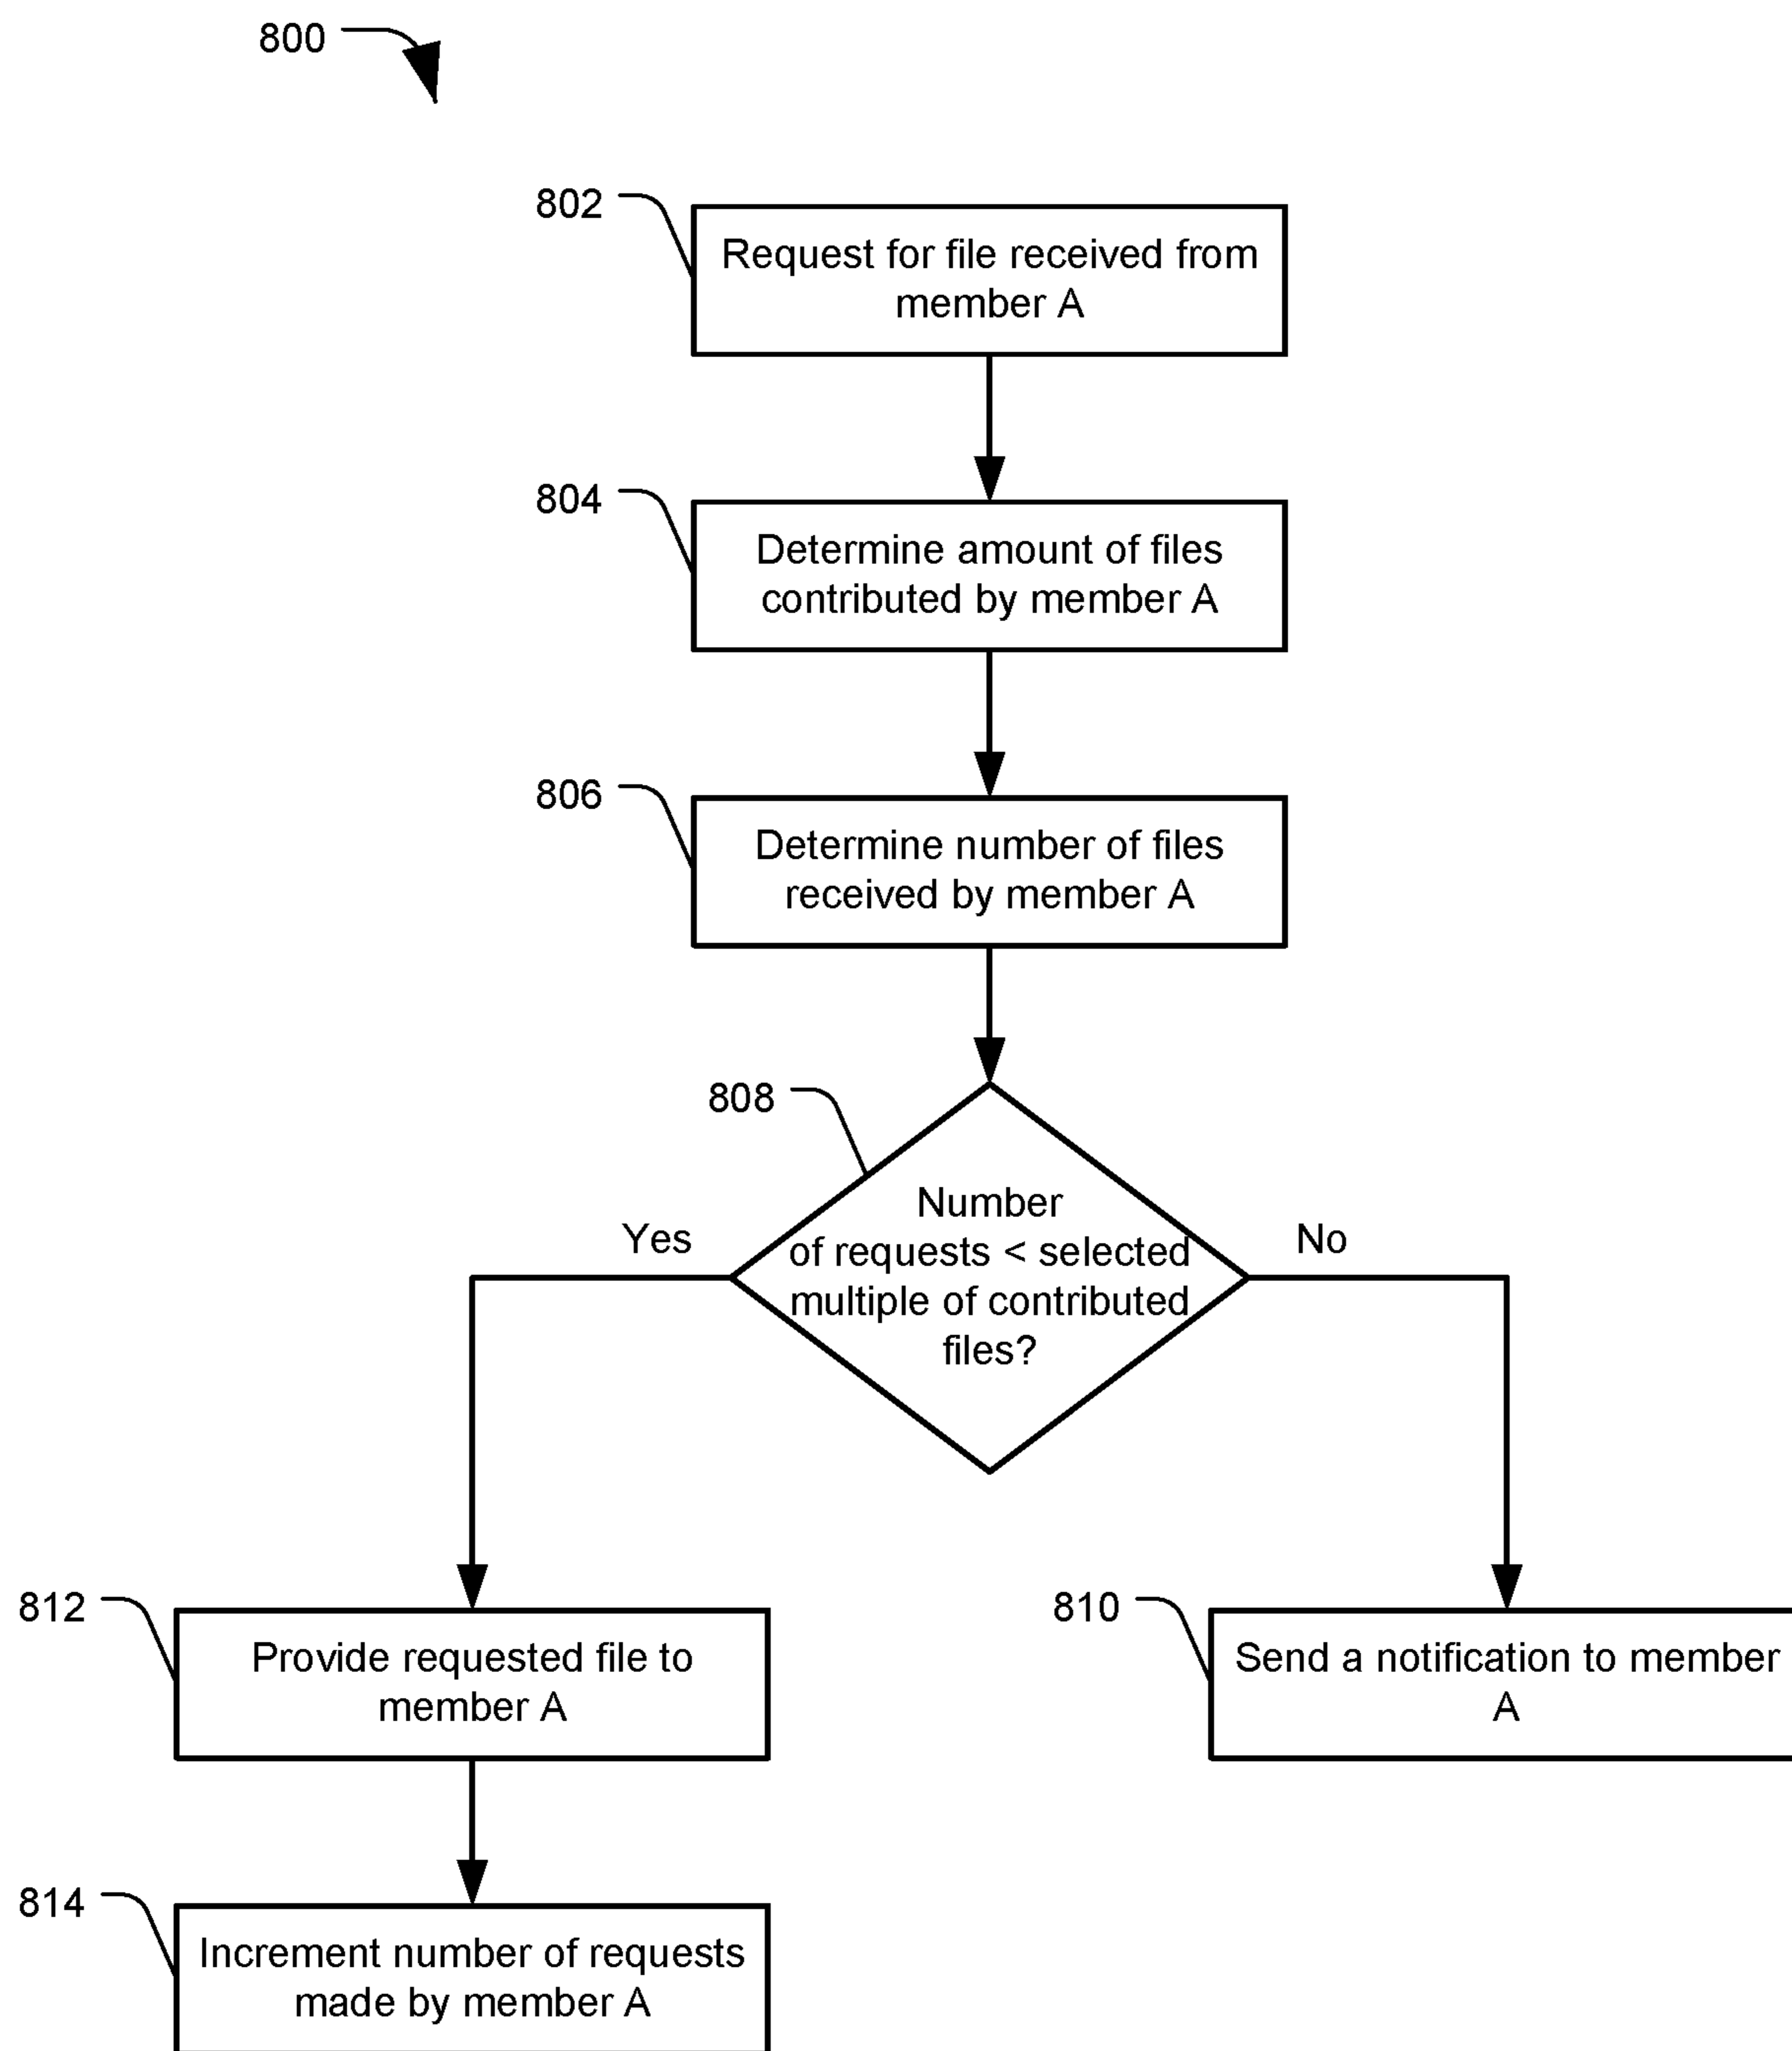 800
802
Request for file received from
member A
804
Determine amount of files
contributed by member A
806
Determine number of files
received by member A
808
Number
of requests < selected
multiple of contributed
files?
Yes
No
812
Provide requested file to
member A
810
Send a notification to member
A
814
Increment number of requests
made by member A